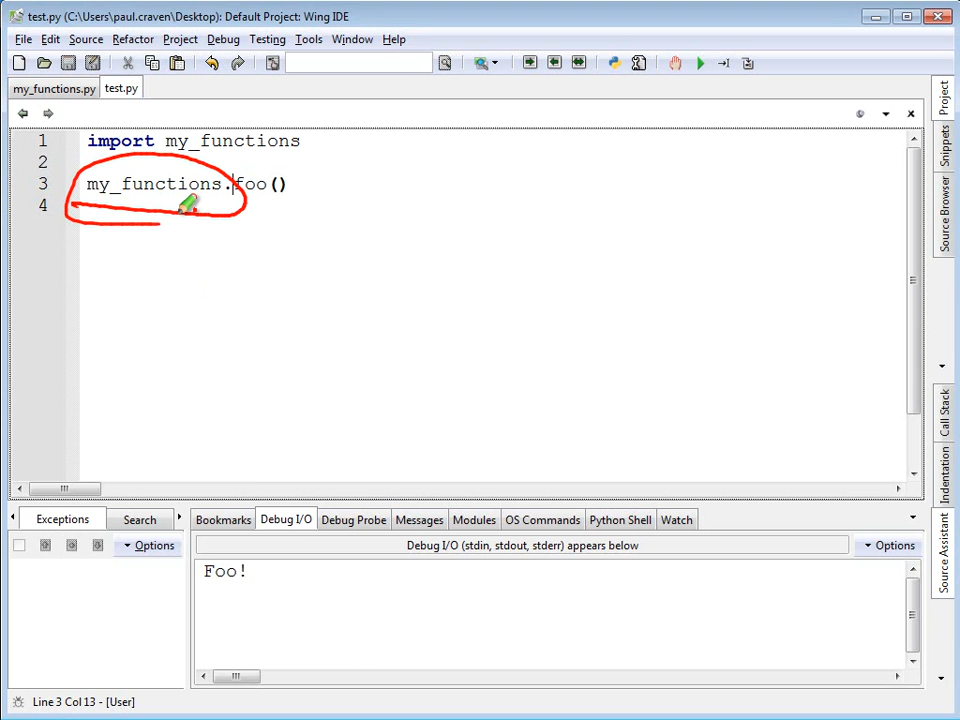 test.py (C:\Users\paul.craven\Desktop): Default Project: Wing IDE
File Edit Source Refactor Project Debug Testing Tools Window Help
my_functions.py test.py
1 import my_functions
2
3 my_functions.foo()
4
Project
Snippets
Source Browser
Call Stack
Indentation
Source Assistant
Exceptions Search
Options
Bookmarks Debug I/O Debug Probe Messages Modules OS Commands Python Shell Watch
Debug I/O (stdin, stdout, stderr) appears below
Options
Foo!
Line 3 Col 13 - [User]